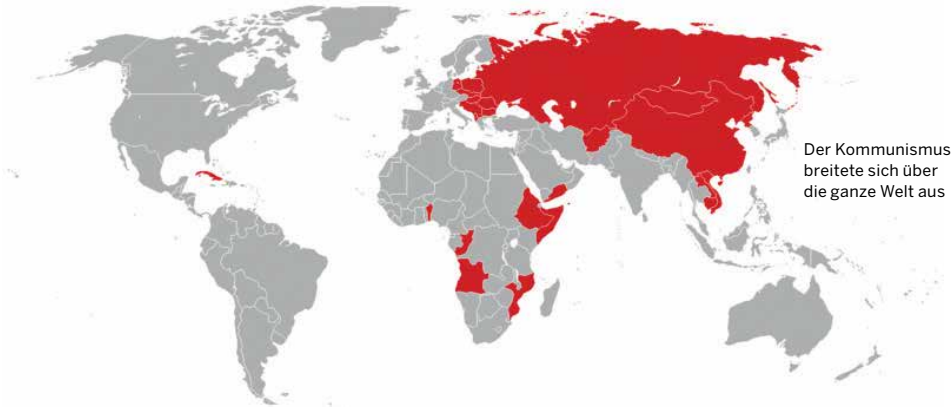 Der Kommunismus
breitete sich über
die ganze Welt aus